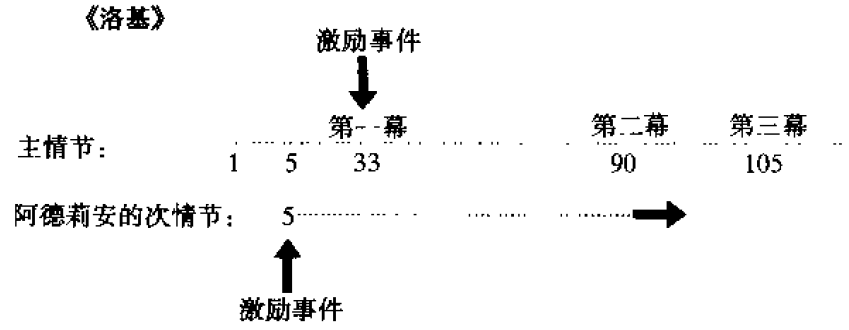 《洛基》
激励事件
第一幕 第二幕 第三幕
主情节：
1 5 33 90 105
阿德莉安的次情节： 5
激励事件